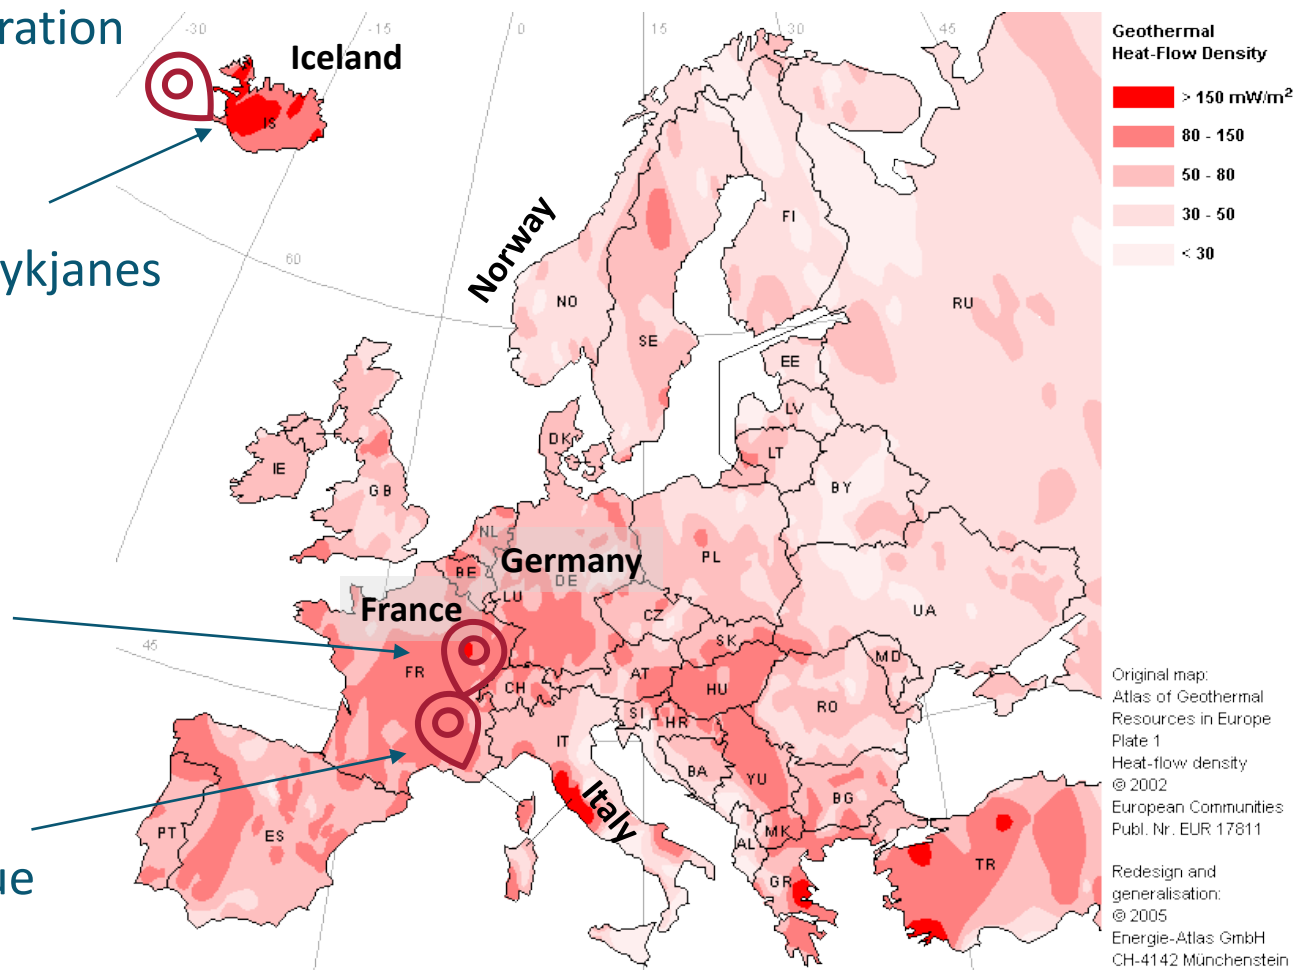 ration
Iceland
-30
-15
0
15
30
45
IS
ykjanes
60
Norway
NO
SE
FI
RU
EE
LV
LT
BY
DK
IE
GB
NL
BE
LU
Germany
DE
PL
CZ
SK
UA
MD
France
FR
45
CH
AT
HU
RO
SI
HR
IT
BA
YU
BG
Italy
MK
AL
GR
TR
PT
ES
ue
Geothermal
Heat-Flow Density
> 150 mW/m²
80 - 150
50 - 80
30 - 50
< 30
Original map:
Atlas of Geothermal
Resources in Europe
Plate 1
Heat-flow density
© 2002
European Communities
Publ. Nr. EUR 17811
Redesign and
generalisation:
© 2005
Energie-Atlas GmbH
CH-4142 Münchenstein